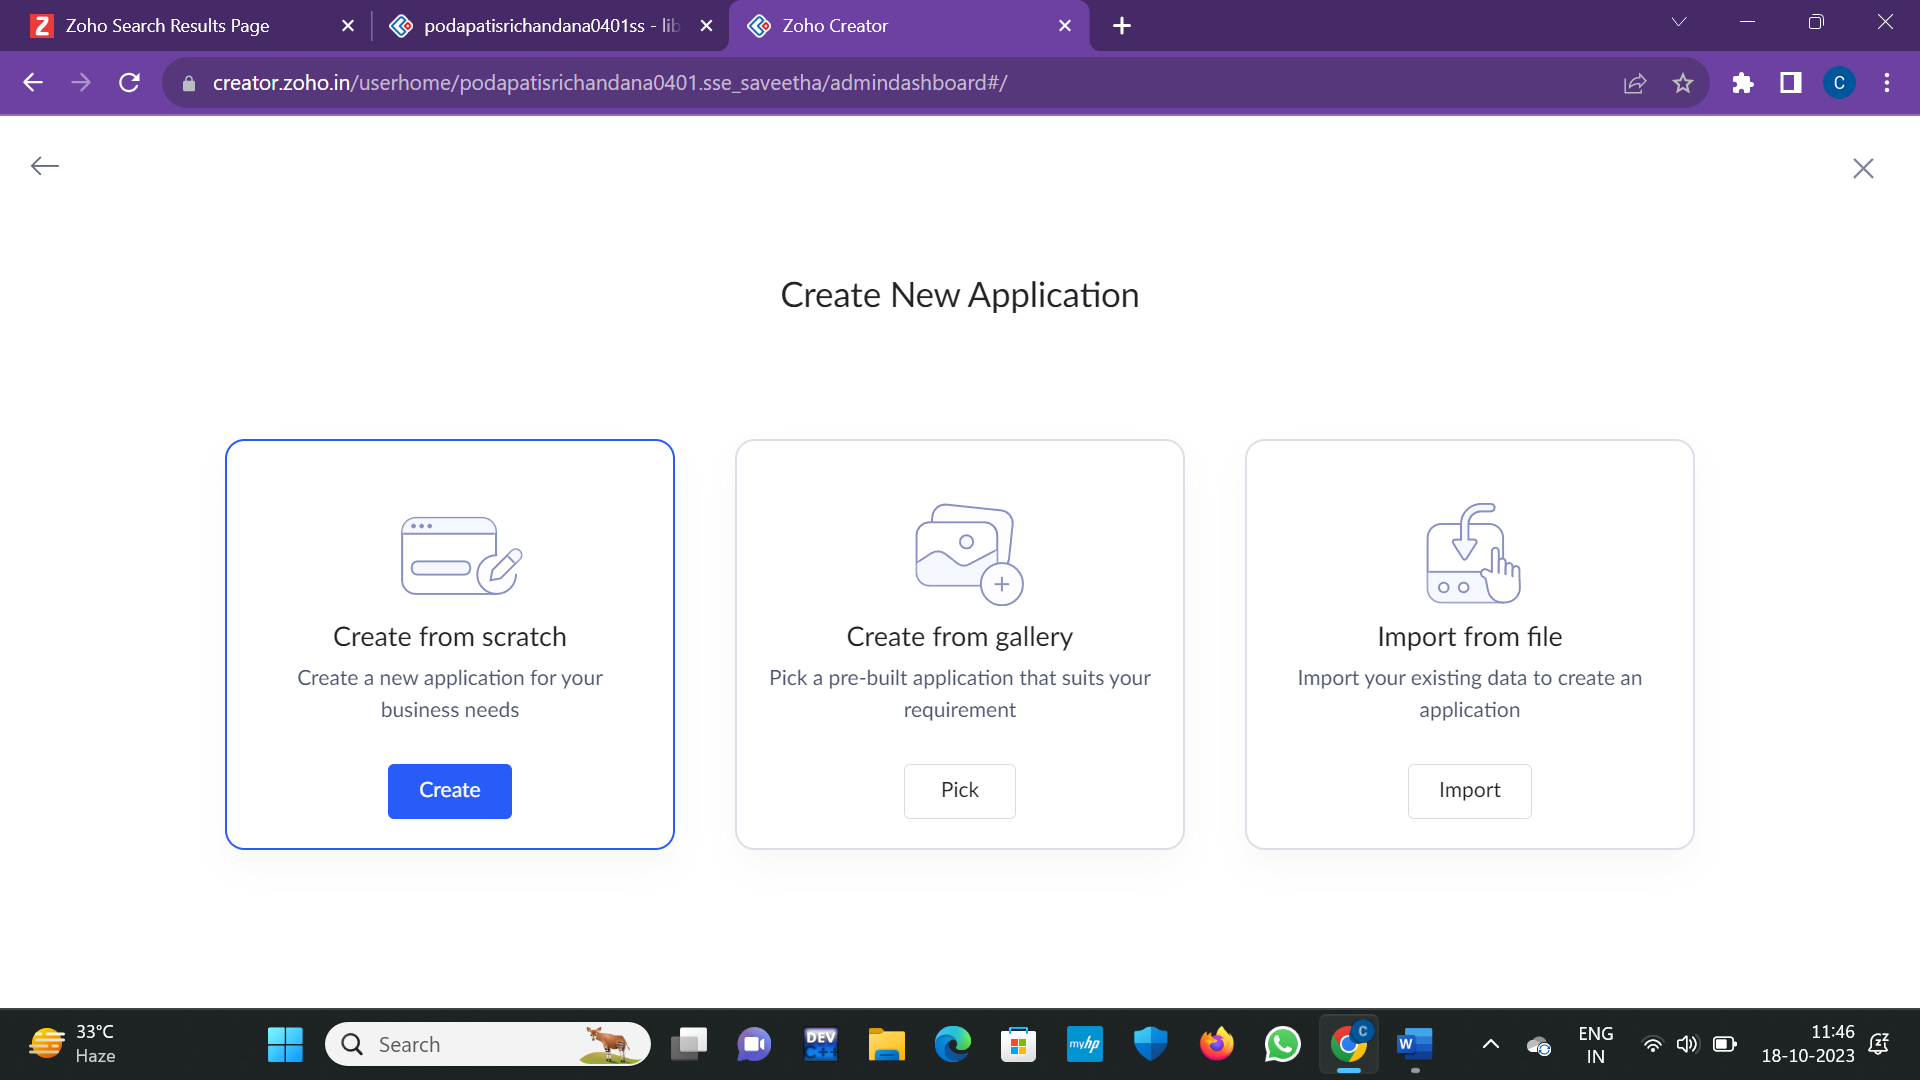 Zoho Search Results Page
podapatisrichandana0401ss - lib
Zoho Creator
creator.zoho.in/userhome/podapatisrichandana0401.sse_saveetha/admindashboard#/
C
Create New Application
Create from scratch
Create a new application for your
business needs
Create
Create from gallery
Pick a pre-built application that suits your
requirement
Pick
Import from file
Import your existing data to create an
application
Import
33°C
Haze
Search
DEV
C++
myhp
C
W
ENG
IN
11:46
18-10-2023